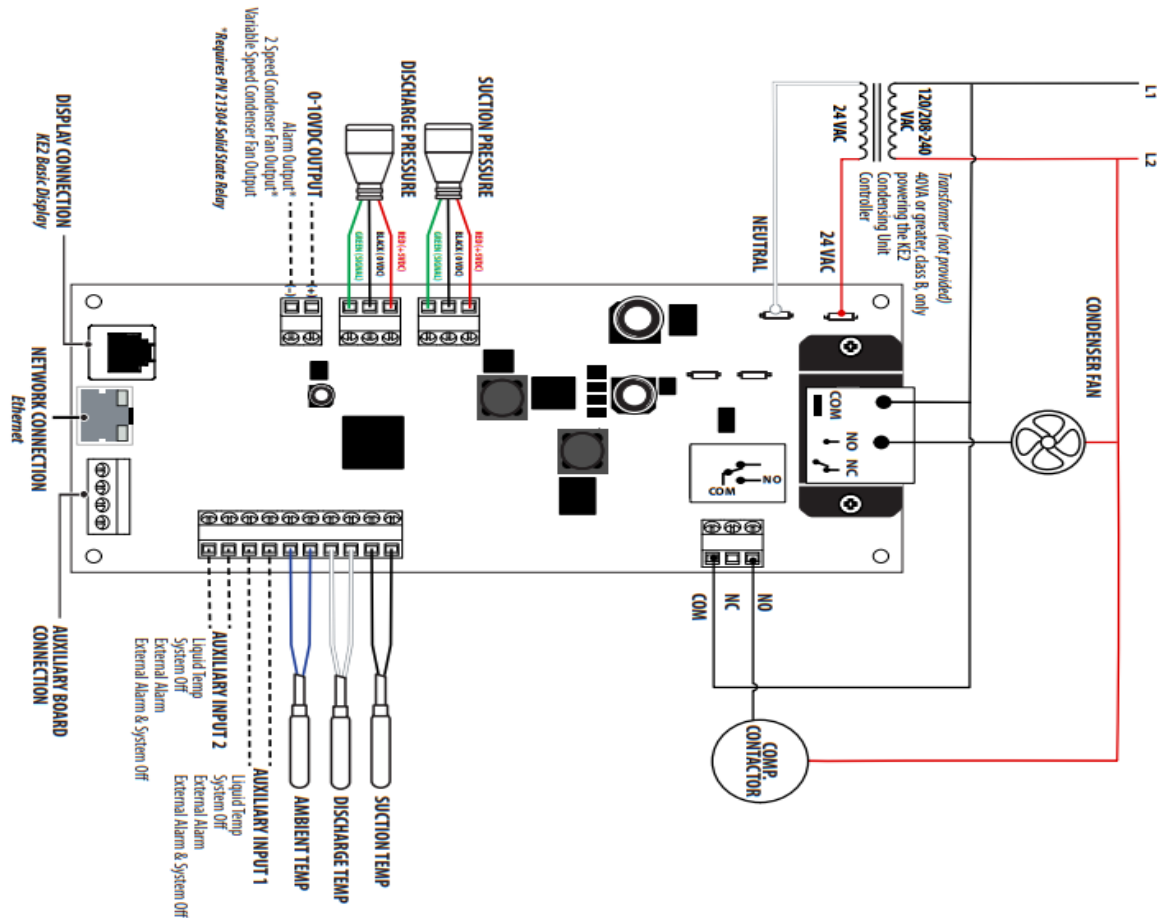 L1
L2
120/208-240
VAC
24 VAC
Transformer (not provided)
40VA or greater, class B, only
powering the KE2
Condensing Unit
Controller
NEUTRAL
24 VAC
CONDENSER FAN
COM
NO
NC
COM
NO
COM
NC
NO
COMP.
CONTACTOR
SUCTION PRESSURE
RED (+5VDC)
BLACK (0 VDC)
GREEN (SIGNAL)
DISCHARGE PRESSURE
RED (+5VDC)
BLACK (0 VDC)
GREEN (SIGNAL)
0-10VDC OUTPUT
Alarm Output*
2 Speed Condenser Fan Output*
Variable Speed Condenser Fan Output
*Requires PN 21304 Solid State Relay
(+)
(-)
DISPLAY CONNECTION
KE2 Basic Display
NETWORK CONNECTION
Ethernet
AUXILIARY BOARD
CONNECTION
AUXILIARY INPUT 2
Liquid Temp
System Off
External Alarm
External Alarm & System Off
AUXILIARY INPUT 1
Liquid Temp
System Off
External Alarm
External Alarm & System Off
AMBIENT TEMP
DISCHARGE TEMP
SUCTION TEMP